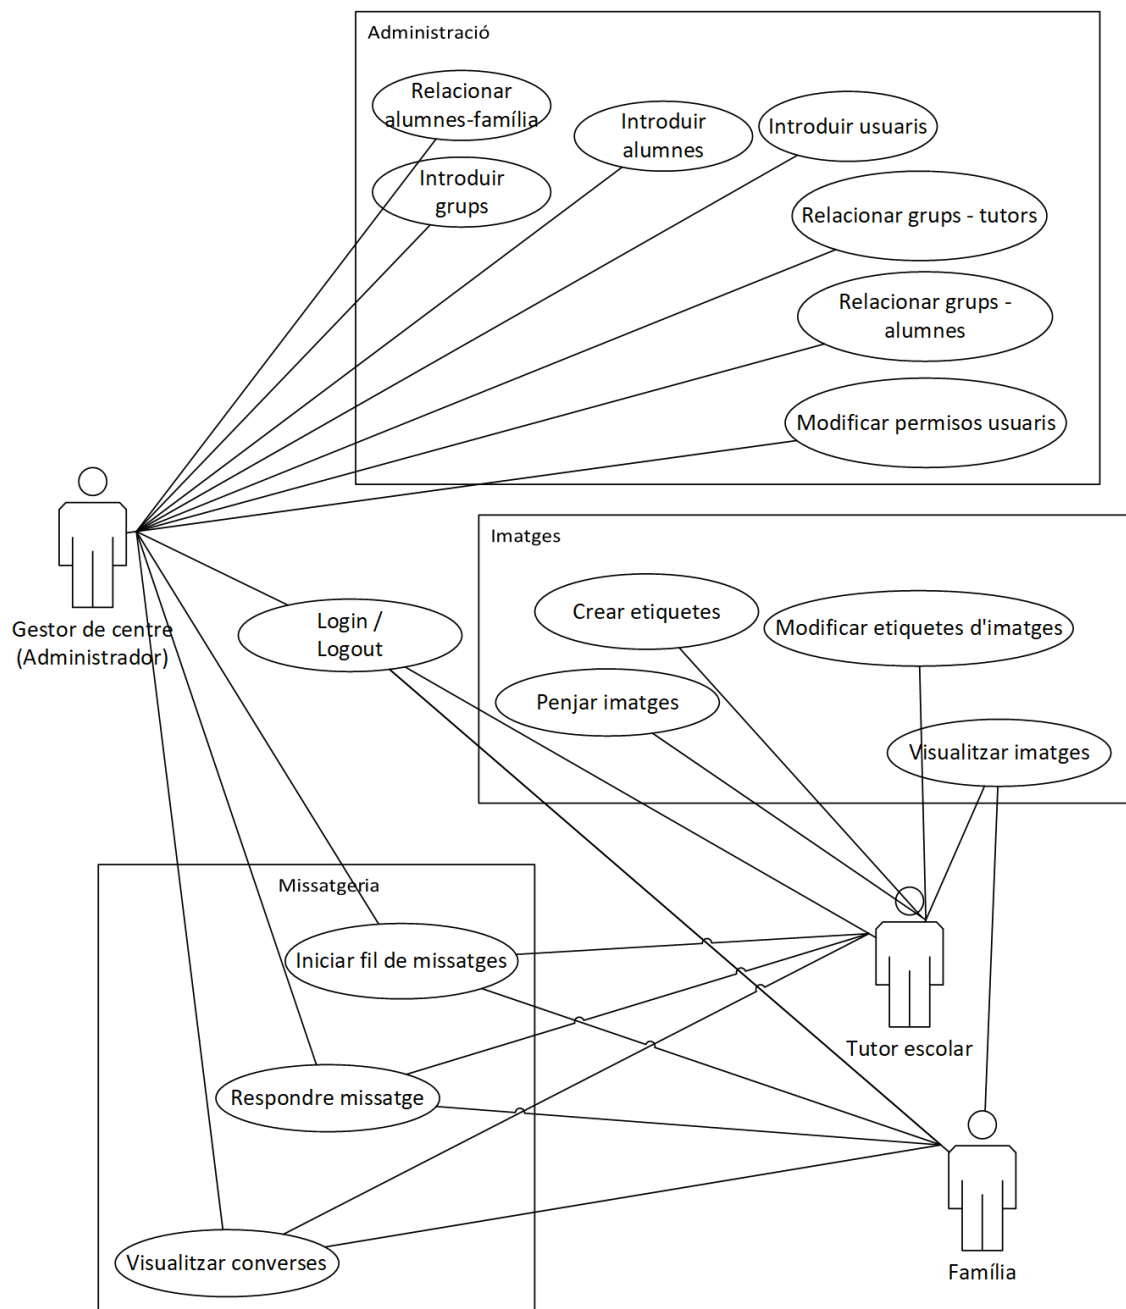 Administració
Relacionar
alumnes-família
Introduir
alumnes
Introduir usuaris
Introduir
grups
Relacionar grups - tutors
Relacionar grups -
alumnes
Modificar permisos usuaris
Gestor de centre
(Administrador)
Imatges
Login /
Logout
Crear etiquetes
Modificar etiquetes d'imatges
Penjar imatges
Visualitzar imatges
Missatgeria
Iniciar fil de missatges
Tutor escolar
Respondre missatge
Visualitzar converses
Família